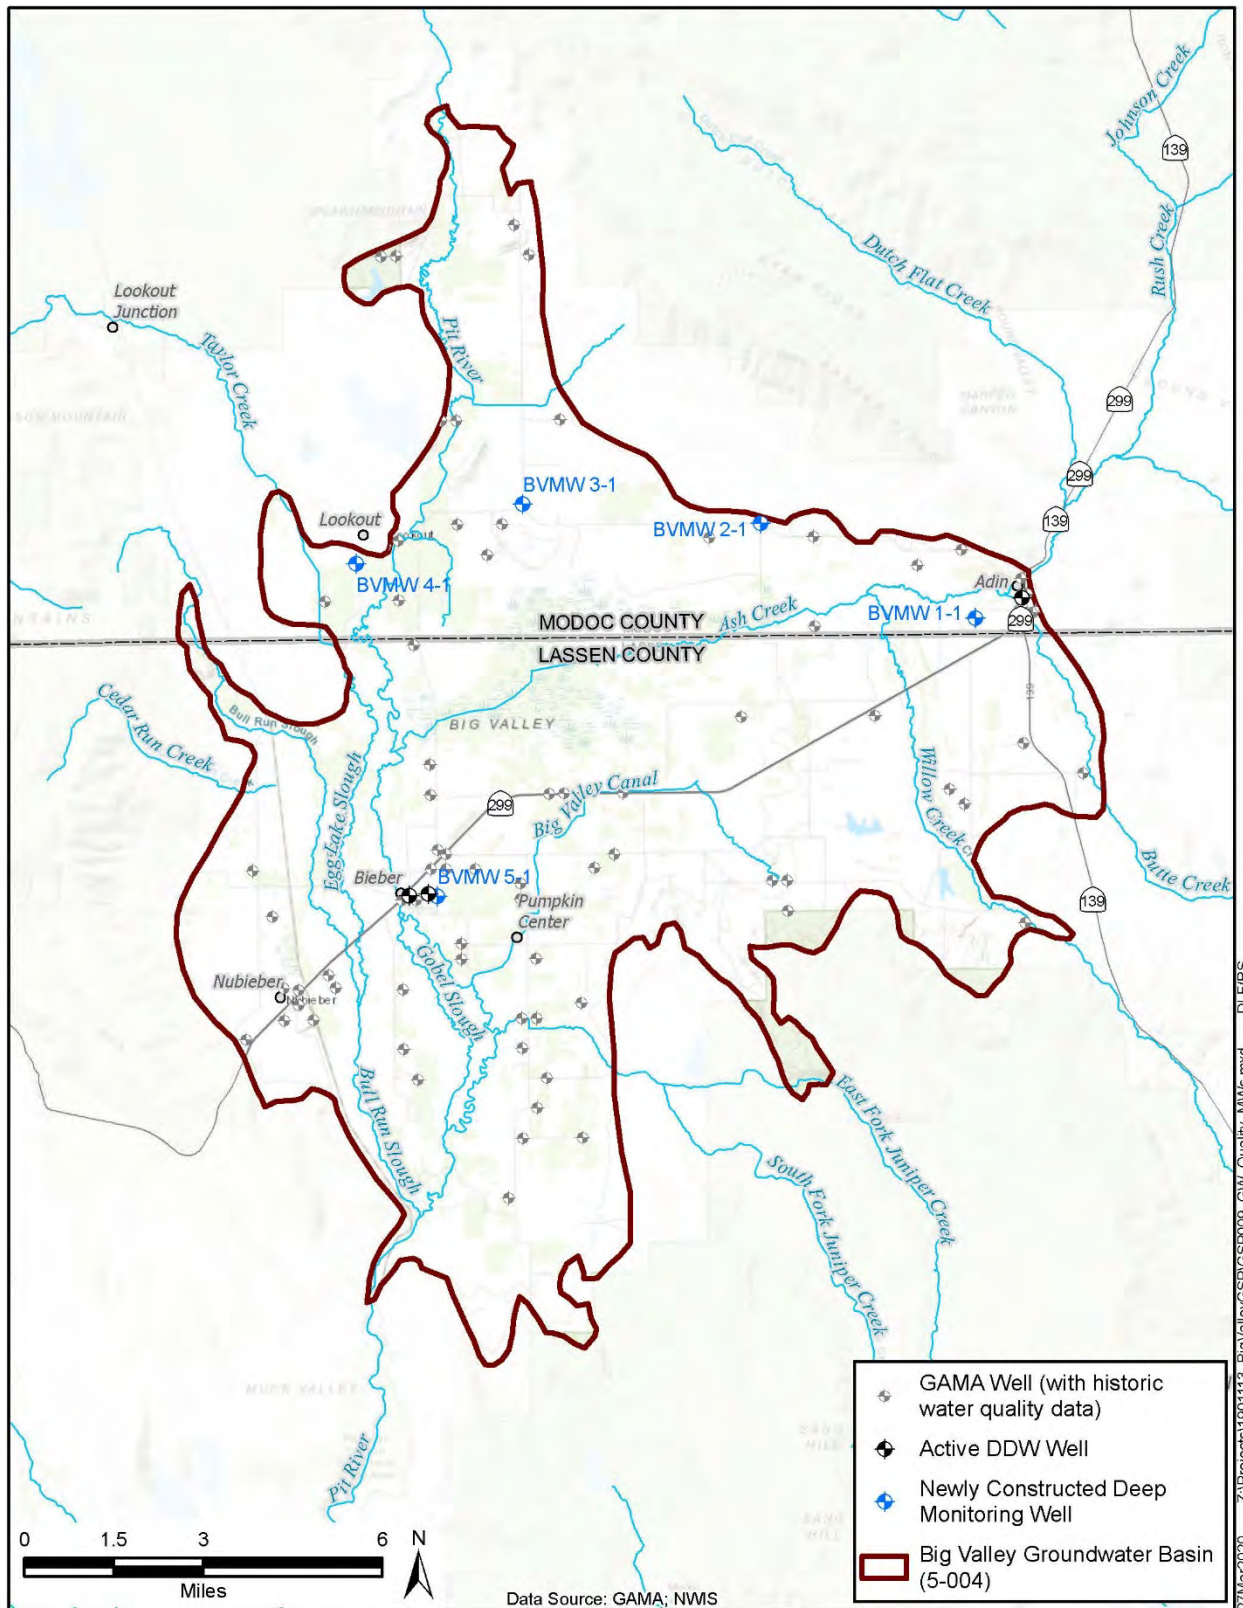 Johnson Creek
139
Dutch Flat Creek
Rush Creek
Lookout
Junction
Taylor Creek
Pit River
299
299
139
BVMW 3-1
BVMW 2-1
Lookout
BVMW 4-1
Adin
BVMW 1-1
299
MODOC COUNTY
Ash Creek
LASSEN COUNTY
139
Cedar Run Creek
Bull Run Slough
BIG VALLEY
Egg Lake Slough
Willow Creek
299
Big Valley Canal
Butte Creek
Bieber
BVMW 5-1
Pumpkin
Center
139
Gobel Slough
Nubieber
Nubieber
Bull Run Slough
East Fork Juniper Creek
South Fork Juniper Creek
MUCK VALLEY
Pit River
GAMA Well (with historic
water quality data)
Active DDW Well
Newly Constructed Deep
Monitoring Well
Big Valley Groundwater Basin
(5-004)
0 1.5 3 6
Miles
N
Data Source: GAMA; NWIS
27Mar2020